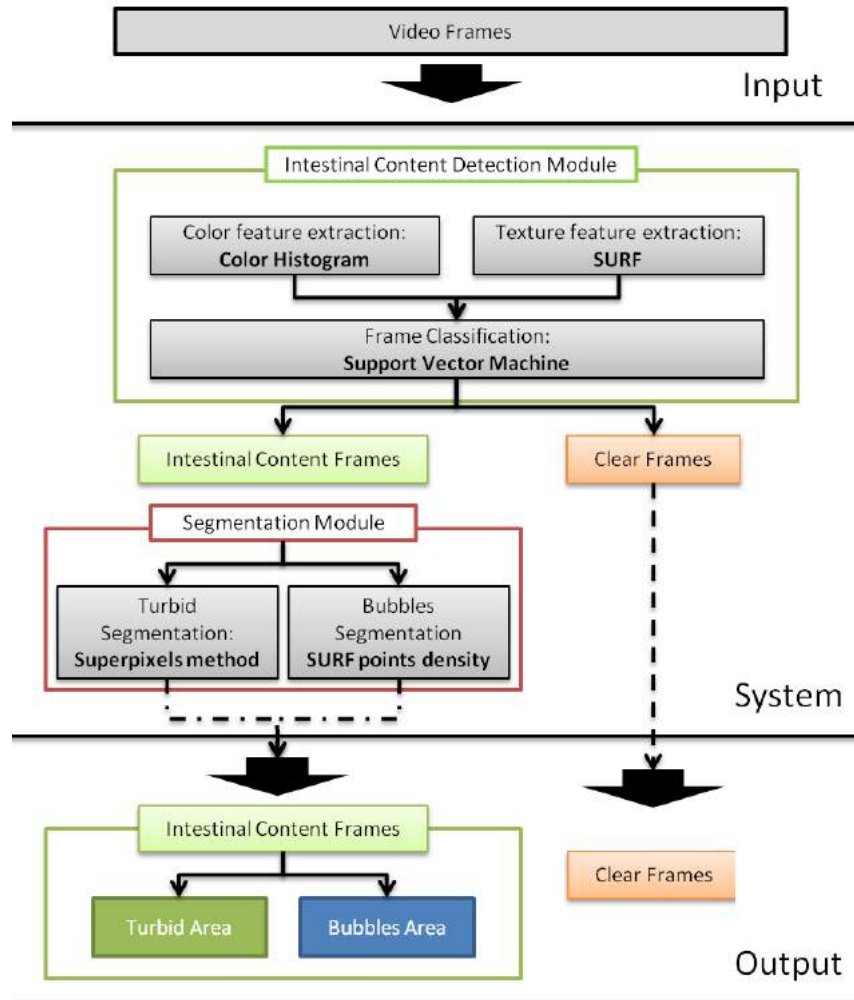 Video Frames
Input
Intestinal Content Detection Module
Color feature extraction:
Color Histogram
Texture feature extraction:
SURF
Frame Classification:
Support Vector Machine
Intestinal Content Frames
Clear Frames
Segmentation Module
Turbid
Segmentation:
Superpixels method
Bubbles
Segmentation
SURF points density
System
Intestinal Content Frames
Clear Frames
Turbid Area
Bubbles Area
Output